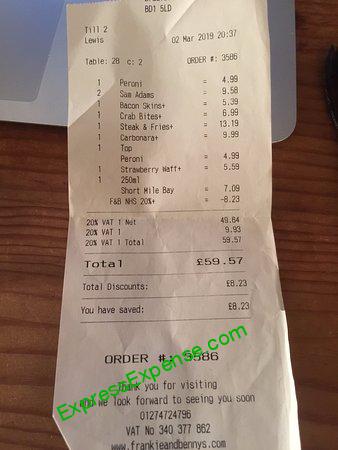 BD1 5LD
Till 2
Lewis 02 Mar 2019 20:37
Table: 28 C: 2 ORDER #: 3586
1 Peroni = 4.99
2 Sam Adams = 9.58
1 Bacon Skins+ = 5.39
1 Crab Bites+ = 6.99
1 Steak & Fries+ = 13.19
1 Carbonara+ = 9.99
1 Top
Peroni = 4.99
1 Strawberry Waff+ = 5.59
1 250ml
Short Mile Bay = 7.09
F&B NHS 20%+ = -8.23
20% VAT 1 Net 49.64
20% VAT 1 9.93
20% VAT 1 Total 59.57
Total £59.57
Total Discounts: £8.23
You have saved: £8.23
ORDER #: 3586
Thank you for visiting
and we look forward to seeing you soon
01274724796
VAT No 340 377 862
www.frankieandbennys.com
ExpressExpense.com